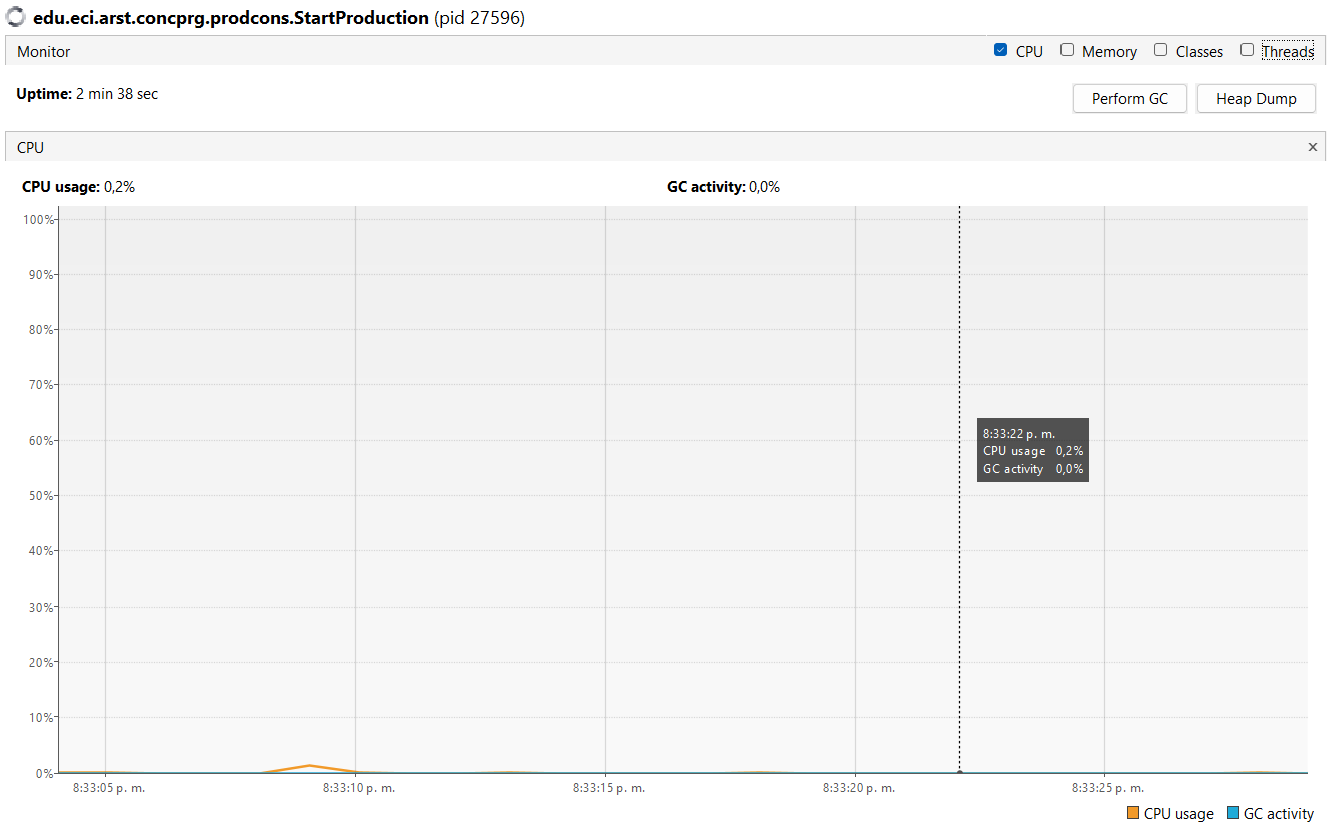 edu.eci.arst.concprg.prodcons.StartProduction (pid 27596)
Monitor
CPU Memory Classes Threads
Uptime: 2 min 38 sec
Perform GC Heap Dump
CPU ×
CPU usage: 0,2% GC activity: 0,0%
100%
90%
80%
70%
60%
50%
40%
30%
20%
10%
0%
8:33:22 p. m.
CPU usage 0,2%
GC activity 0,0%
8:33:05 p. m. 8:33:10 p. m. 8:33:15 p. m. 8:33:20 p. m. 8:33:25 p. m.
CPU usage GC activity